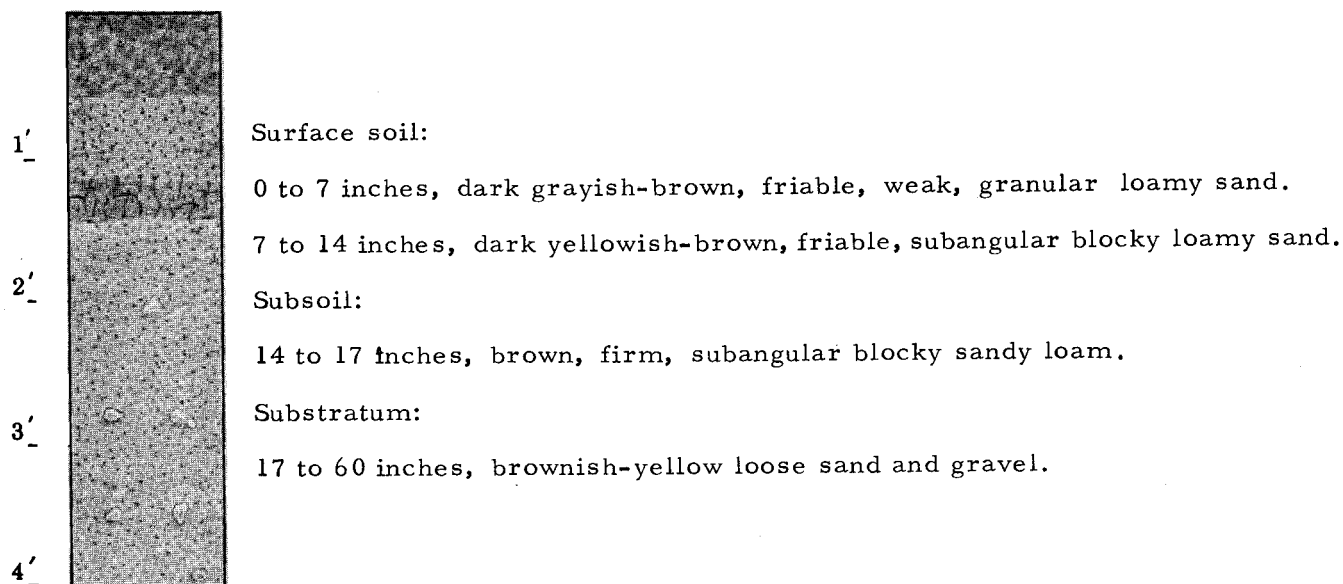 1'
Surface soil:
0 to 7 inches, dark grayish-brown, friable, weak, granular loamy sand.
7 to 14 inches, dark yellowish-brown, friable, subangular blocky loamy sand.
2'
Subsoil:
14 to 17 inches, brown, firm, subangular blocky sandy loam.
Substratum:
3'
17 to 60 inches, brownish-yellow loose sand and gravel.
4'